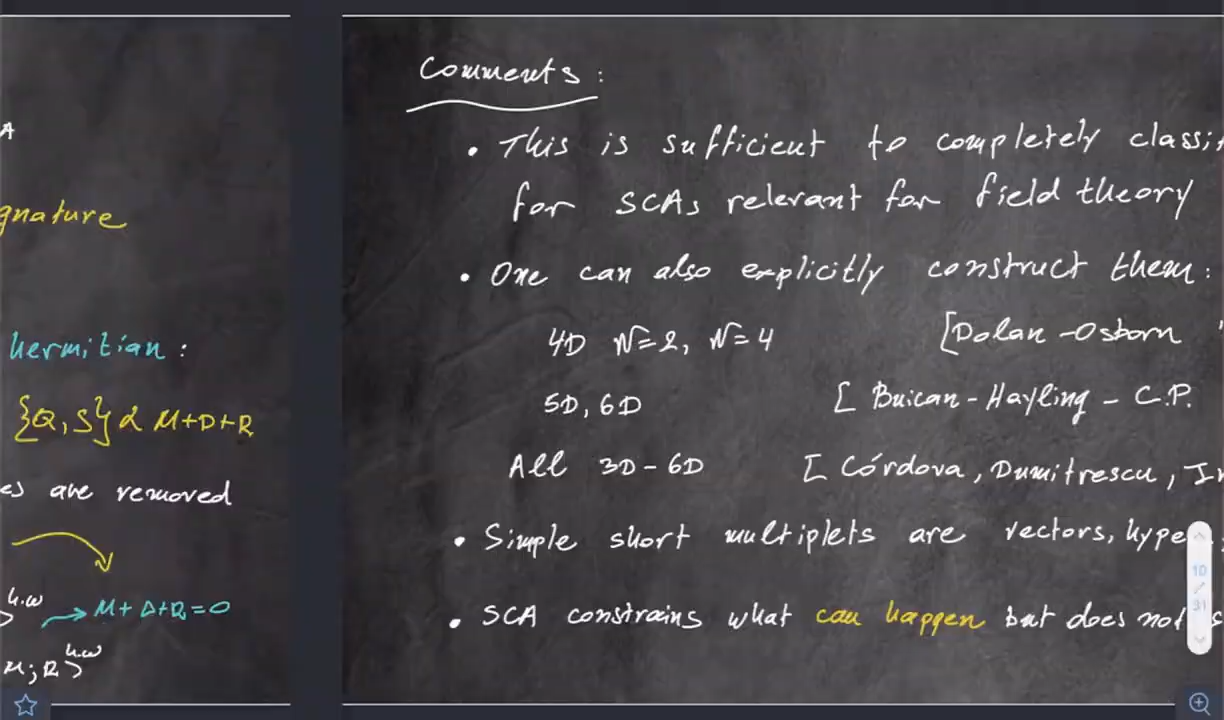 A
gnature
hermitian :
{Q, S} α M+D+R
es are removed
h.w
→ M+Δ+R=0
M; R > h.w
Comments :
• This is sufficient to completely classi
for SCAs relevant for field theory
• One can also explicitly construct them :
4D N=2, N=4 [Dolan-Osborn
5D, 6D [Buican-Hayling-C.P.
All 3D-6D [Córdova, Dumitrescu, I
• Simple short multiplets are vectors, hype
• SCA constrains what can happen but does not
10
31